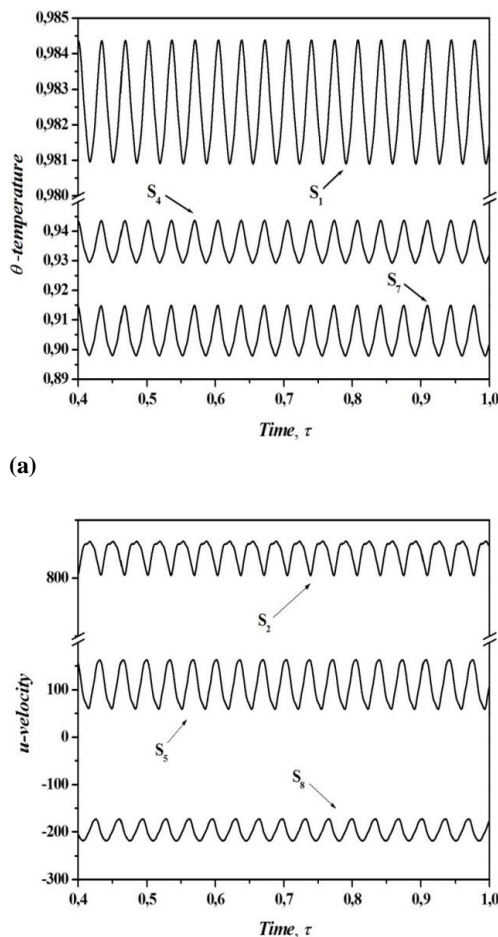 0,985
0,984
0,983
0,982
0,981
0,980
0,94
0,93
0,92
0,91
0,90
0,89
θ -temperature
S4
S1
S7
0,4 0,5 0,6 0,7 0,8 0,9 1,0
Time, τ
(a)
800
100
0
-100
-200
-300
u-velocity
S2
S5
S8
0,4 0,5 0,6 0,7 0,8 0,9 1,0
Time, τ